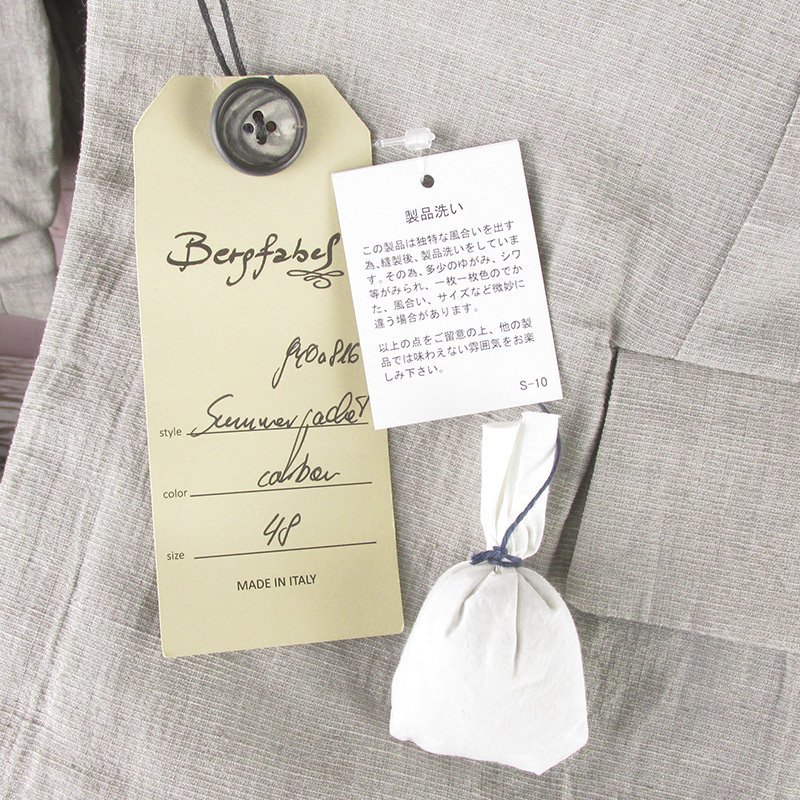 Bergfabel
style Summer jacket
color
size 48
MADE IN ITALY
製品洗い
この製品は独特な風合いを出す
為、縫製後、製品洗いをしていま
す。その為、多少のゆがみ、シワ
等がみられ、一枚一枚色のでか
た、風合い、サイズなど微妙に
違う場合があります。
以上の点をご留意の上、他の製
品では味わえない雰囲気をお楽
しみ下さい。
S-10